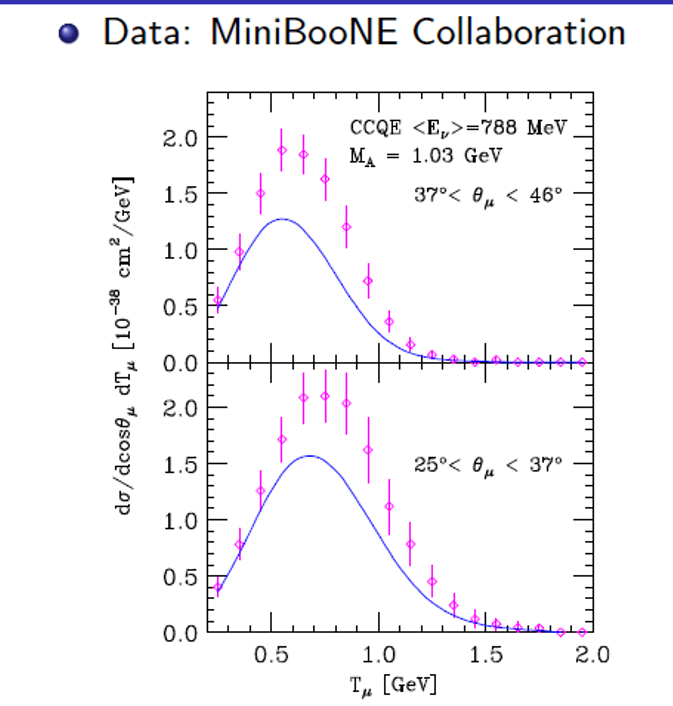 Data: MiniBooNE Collaboration
CCQE <E_ν>=788 MeV
M_A = 1.03 GeV
37°< θ_μ < 46°
2.0
1.5
1.0
0.5
0.0
25°< θ_μ < 37°
2.0
1.5
1.0
0.5
0.0
0.5 1.0 1.5 2.0
T_μ [GeV]
dσ/dcosθ_μ dT_μ [10⁻³⁸ cm²/GeV]